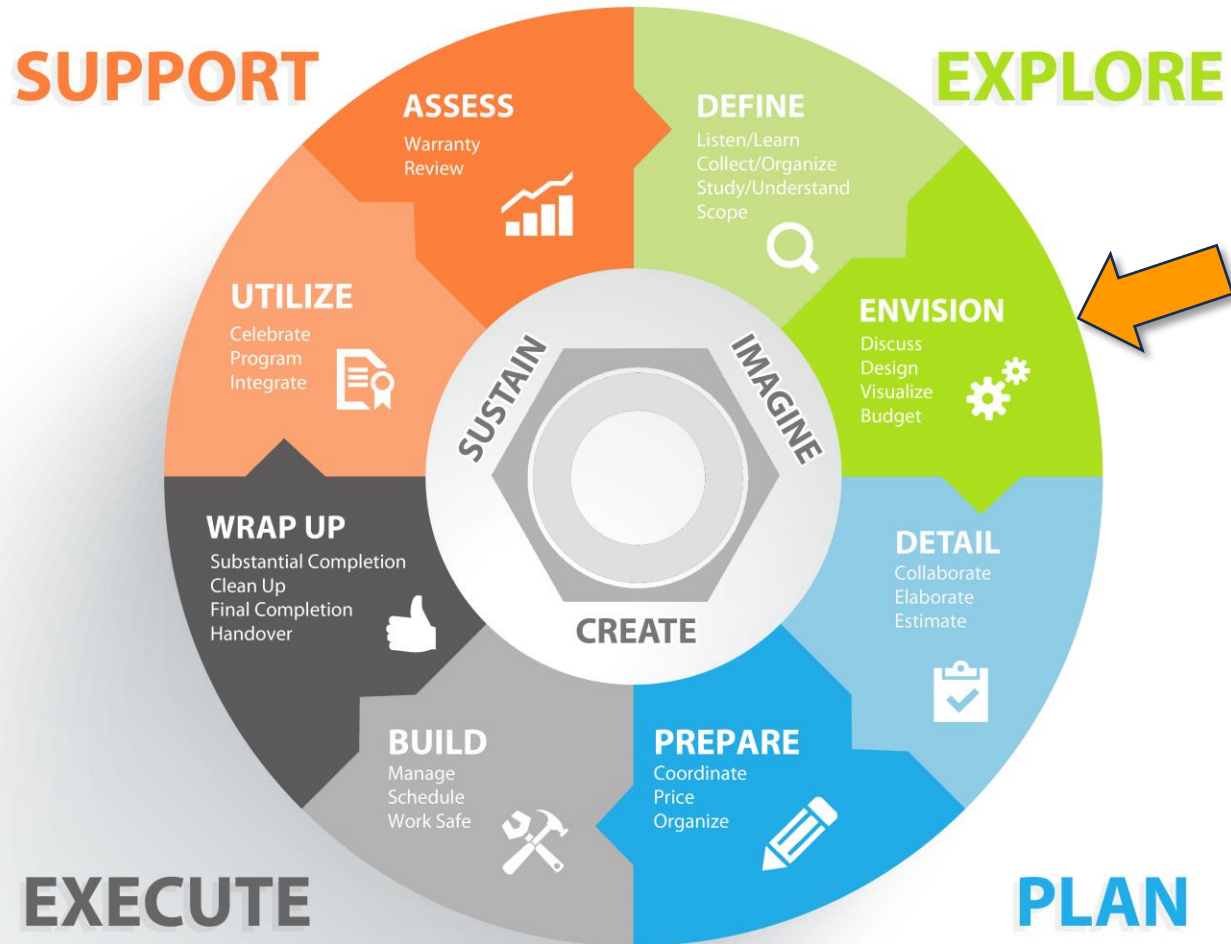 SUPPORT
EXPLORE
ASSESS
Warranty
Review
DEFINE
Listen/Learn
Collect/Organize
Study/Understand
Scope
ENVISION
Discuss
Design
Visualize
Budget
DETAIL
Collaborate
Elaborate
Estimate
PREPARE
Coordinate
Price
Organize
BUILD
Manage
Schedule
Work Safe
WRAP UP
Substantial Completion
Clean Up
Final Completion
Handover
UTILIZE
Celebrate
Program
Integrate
SUSTAIN
IMAGINE
CREATE
EXECUTE
PLAN